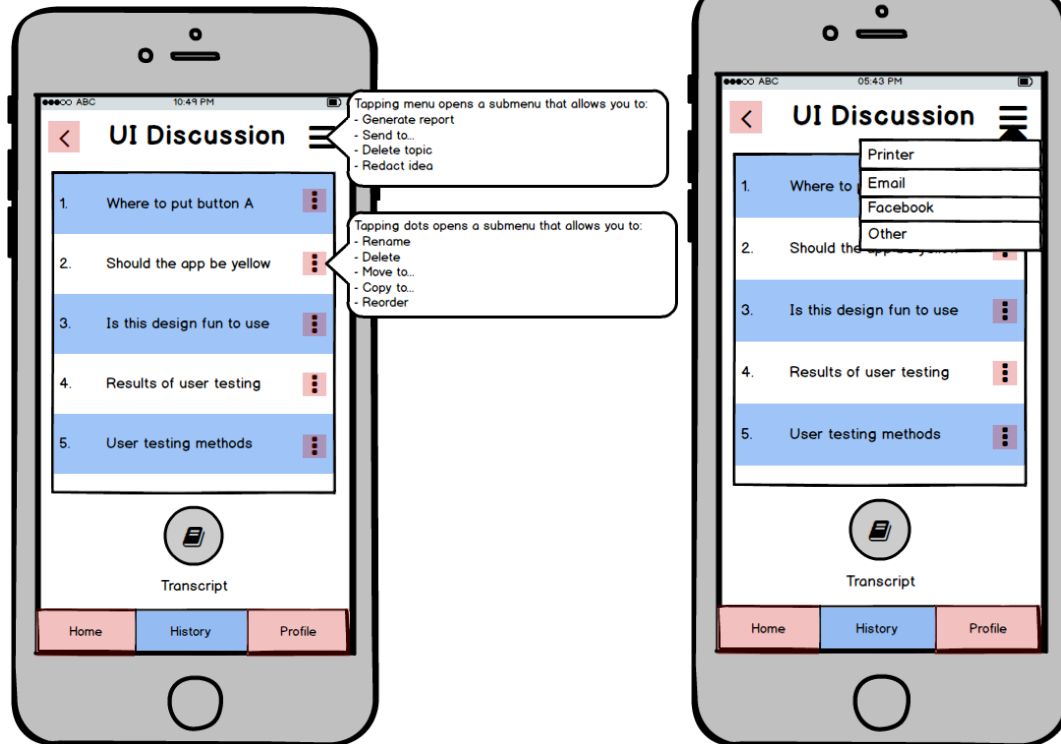 ABC 10:49 PM
UI Discussion
1. Where to put button A
2. Should the app be yellow
3. Is this design fun to use
4. Results of user testing
5. User testing methods
Transcript
Home History Profile
Tapping menu opens a submenu that allows you to:
- Generate report
- Send to...
- Delete topic
- Redact idea
Tapping dots opens a submenu that allows you to:
- Rename
- Delete
- Move to...
- Copy to...
- Reorder
ABC 05:43 PM
UI Discussion
Printer
Email
Facebook
Other
1. Where to
2. Should the app be yellow
3. Is this design fun to use
4. Results of user testing
5. User testing methods
Transcript
Home History Profile